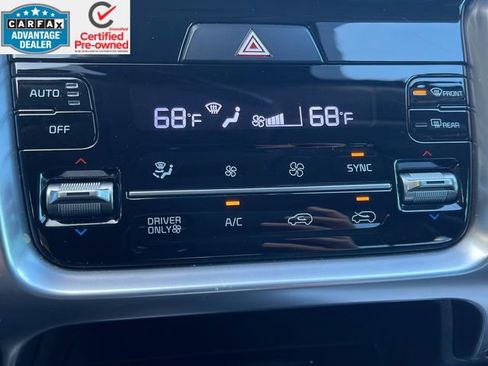 CARFAX
ADVANTAGE
DEALER
Certified
Pre-owned
AUTO
OFF
68°F
68°F
FRONT
REAR
SYNC
DRIVER
ONLY
A/C